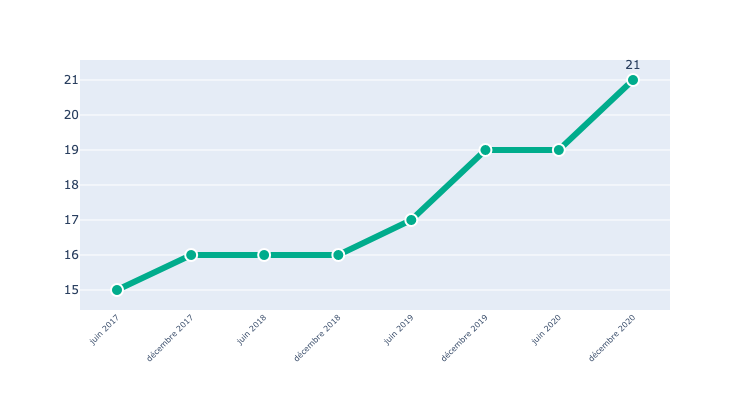 21
21
20
19
18
17
16
15
juin 2017
décembre 2017
juin 2018
décembre 2018
juin 2019
décembre 2019
juin 2020
décembre 2020